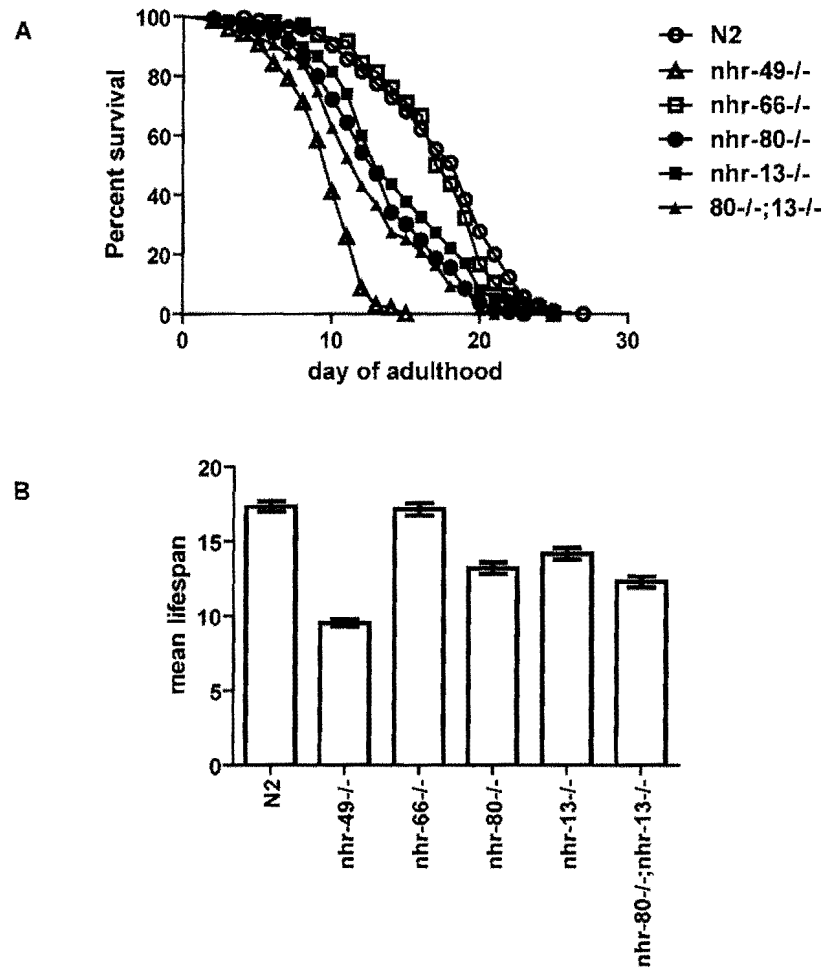 A
Percent survival
100
80
60
40
20
0
0
10
20
30
day of adulthood
N2
nhr-49-/-
nhr-66-/-
nhr-80-/-
nhr-13-/-
80-/-;13-/-
B
mean lifespan
20
15
10
5
0
N2
nhr-49-/-
nhr-66-/-
nhr-80-/-
nhr-13-/-
nhr-80-/-;nhr-13-/-